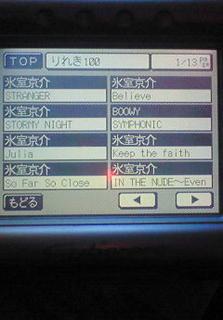 TOP りれき100 1/13
氷室京介 氷室京介
STRANGER Believe
氷室京介 BOOWY
STORMY NIGHT SYMPHONIC
氷室京介 氷室京介
Julia Keep the faith
氷室京介 氷室京介
So Far So Close IN THE NUDE~Even
もどる ◀ ▶